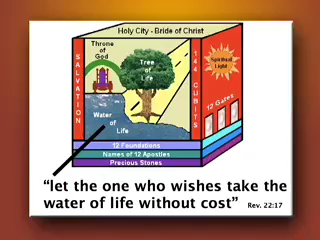 Holy City - Bride of Christ
Throne
of
God
Tree
of
Life
Spiritual
Light
SALVATION
144 CUBITS
12 Gates
Water
of
Life
12 Foundations
Names of 12 Apostles
Precious Stones
“let the one who wishes take the
water of life without cost” Rev. 22:17